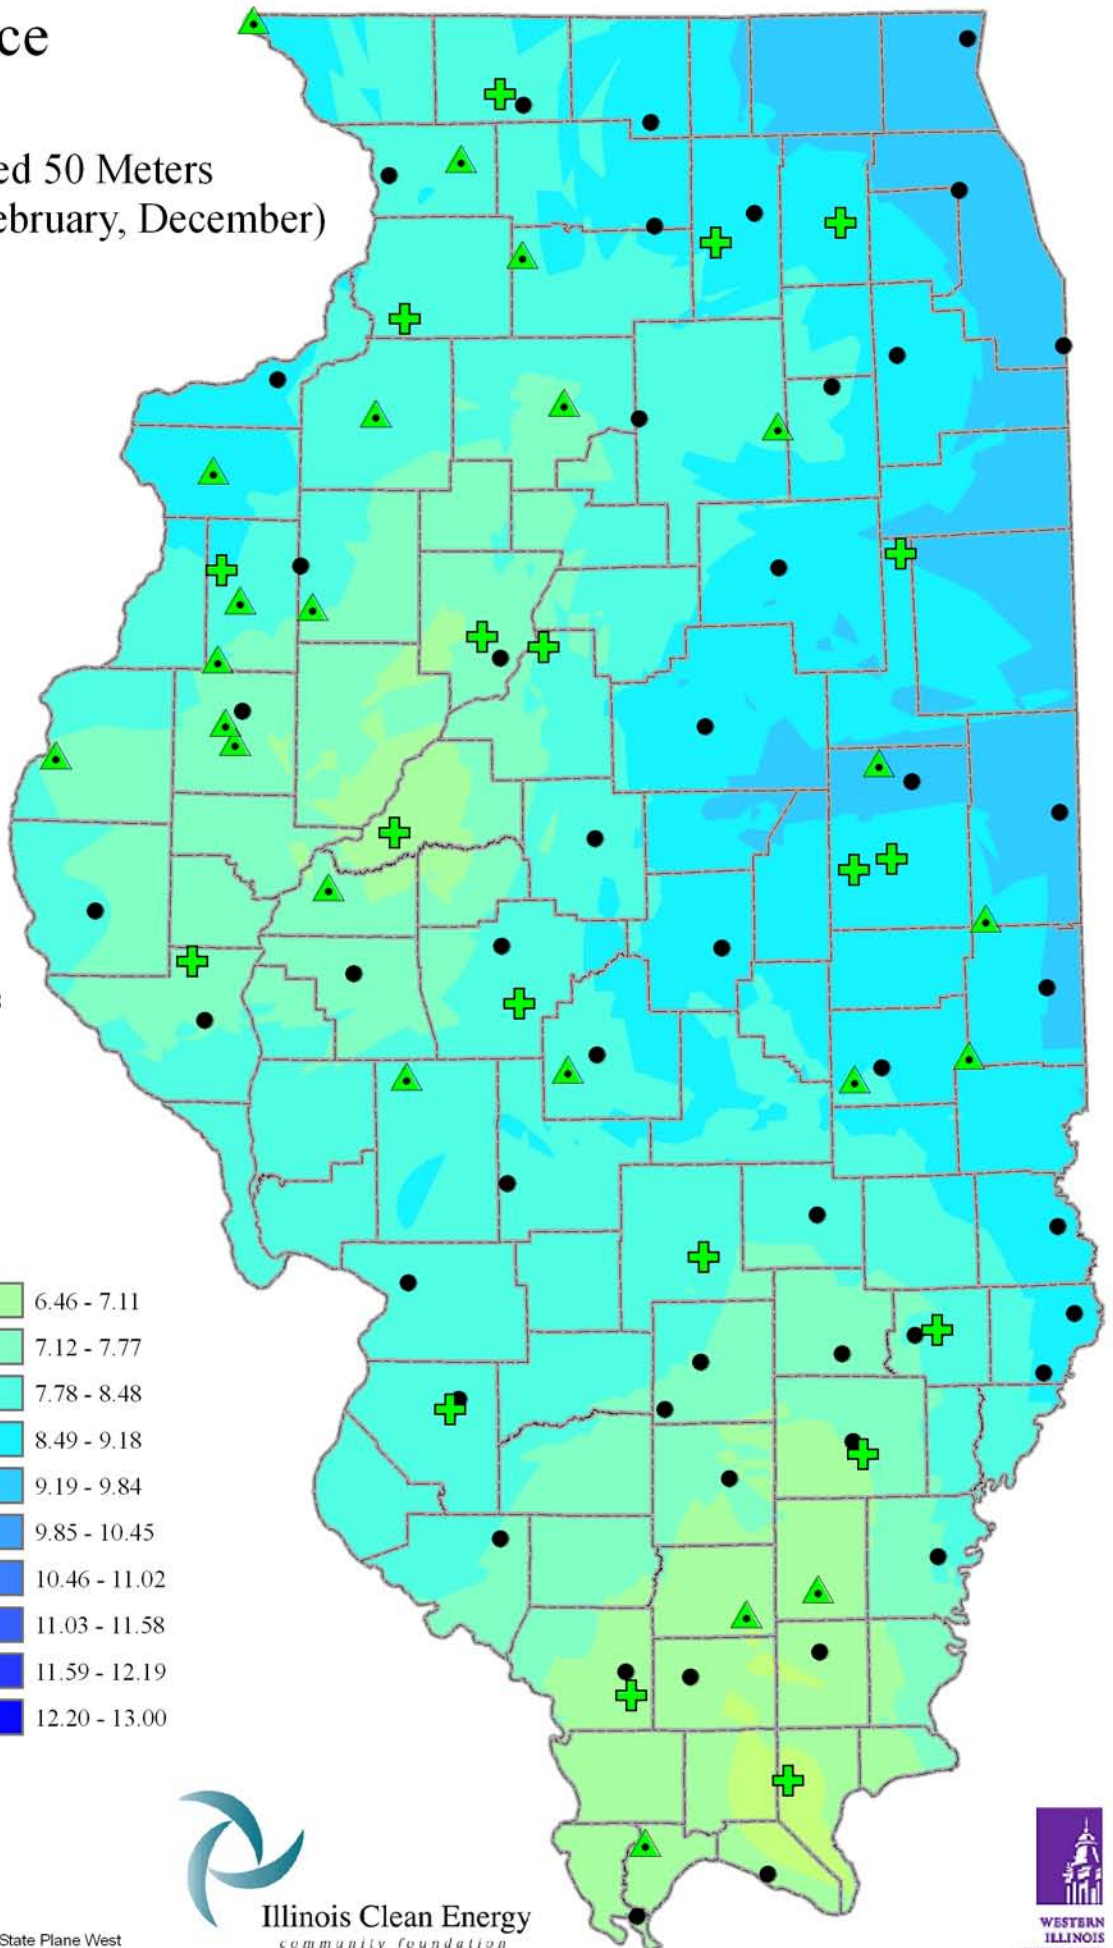 ce
ed 50 Meters
ebruary, December)
6.46 - 7.11
7.12 - 7.77
7.78 - 8.48
8.49 - 9.18
9.19 - 9.84
9.85 - 10.45
10.46 - 11.02
11.03 - 11.58
11.59 - 12.19
12.20 - 13.00
Illinois Clean Energy
community foundation
State Plane West
WESTERN
ILLINOIS